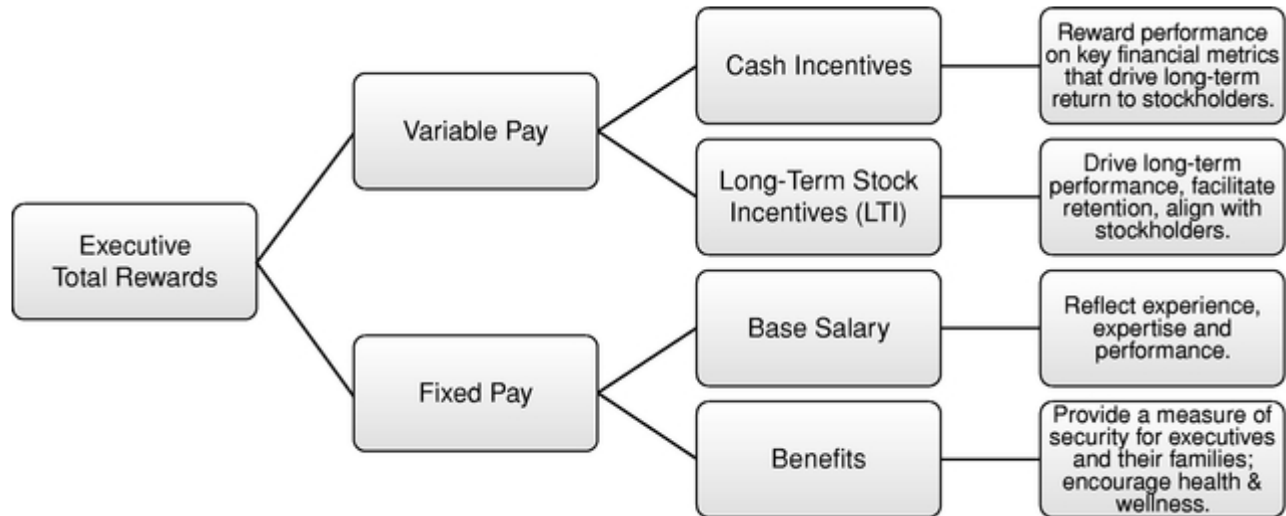 Executive
Total Rewards
Variable Pay
Cash Incentives
Reward performance
on key financial metrics
that drive long-term
return to stockholders.
Long-Term Stock
Incentives (LTI)
Drive long-term
performance, facilitate
retention, align with
stockholders.
Fixed Pay
Base Salary
Reflect experience,
expertise and
performance.
Benefits
Provide a measure of
security for executives
and their families;
encourage health &
wellness.